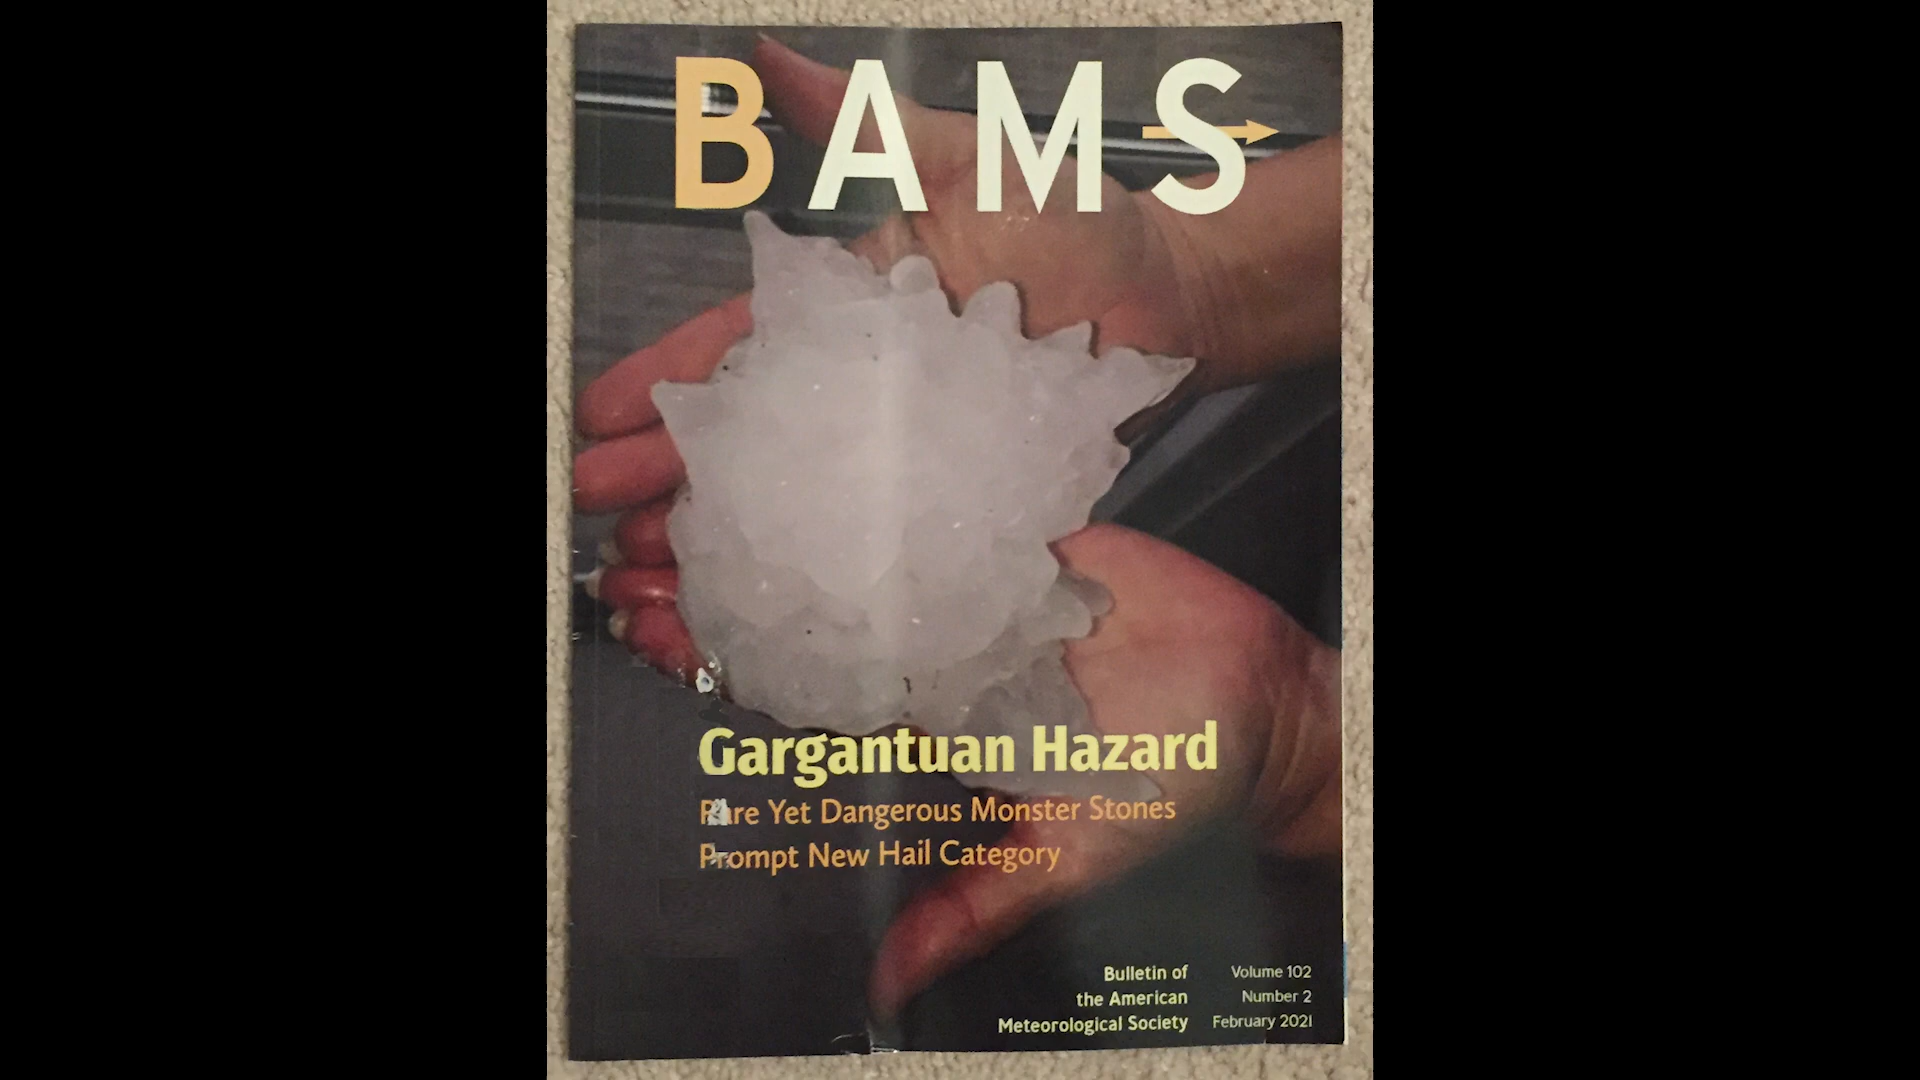 BAMS
Gargantuan Hazard
Rare Yet Dangerous Monster Stones
Prompt New Hail Category
Bulletin of
the American
Meteorological Society
Volume 102
Number 2
February 2021